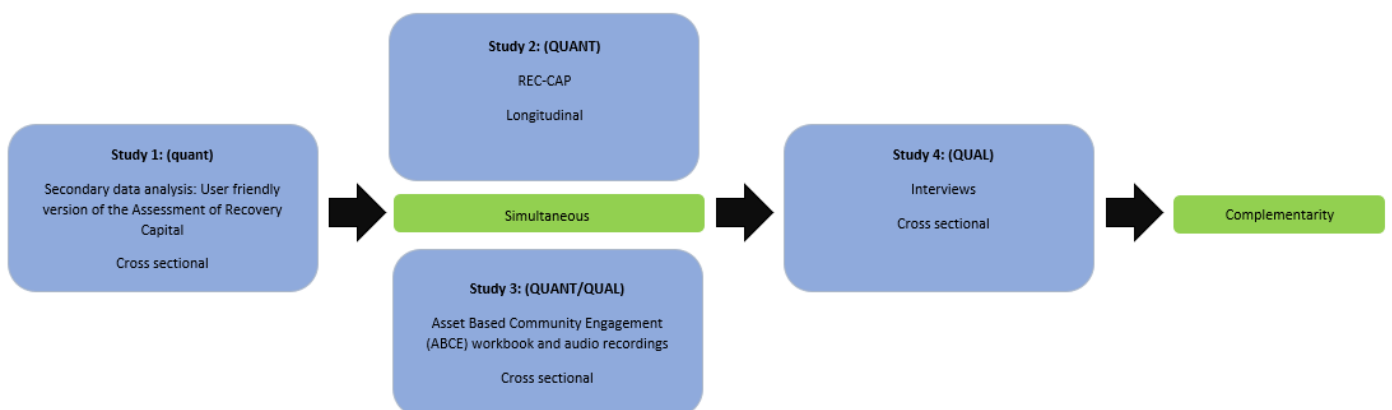 Study 1: (quant)
Secondary data analysis: User friendly
version of the Assessment of Recovery
Capital
Cross sectional
Study 2: (QUANT)
REC-CAP
Longitudinal
Simultaneous
Study 3: (QUANT/QUAL)
Asset Based Community Engagement
(ABCE) workbook and audio recordings
Cross sectional
Study 4: (QUAL)
Interviews
Cross sectional
Complementarity